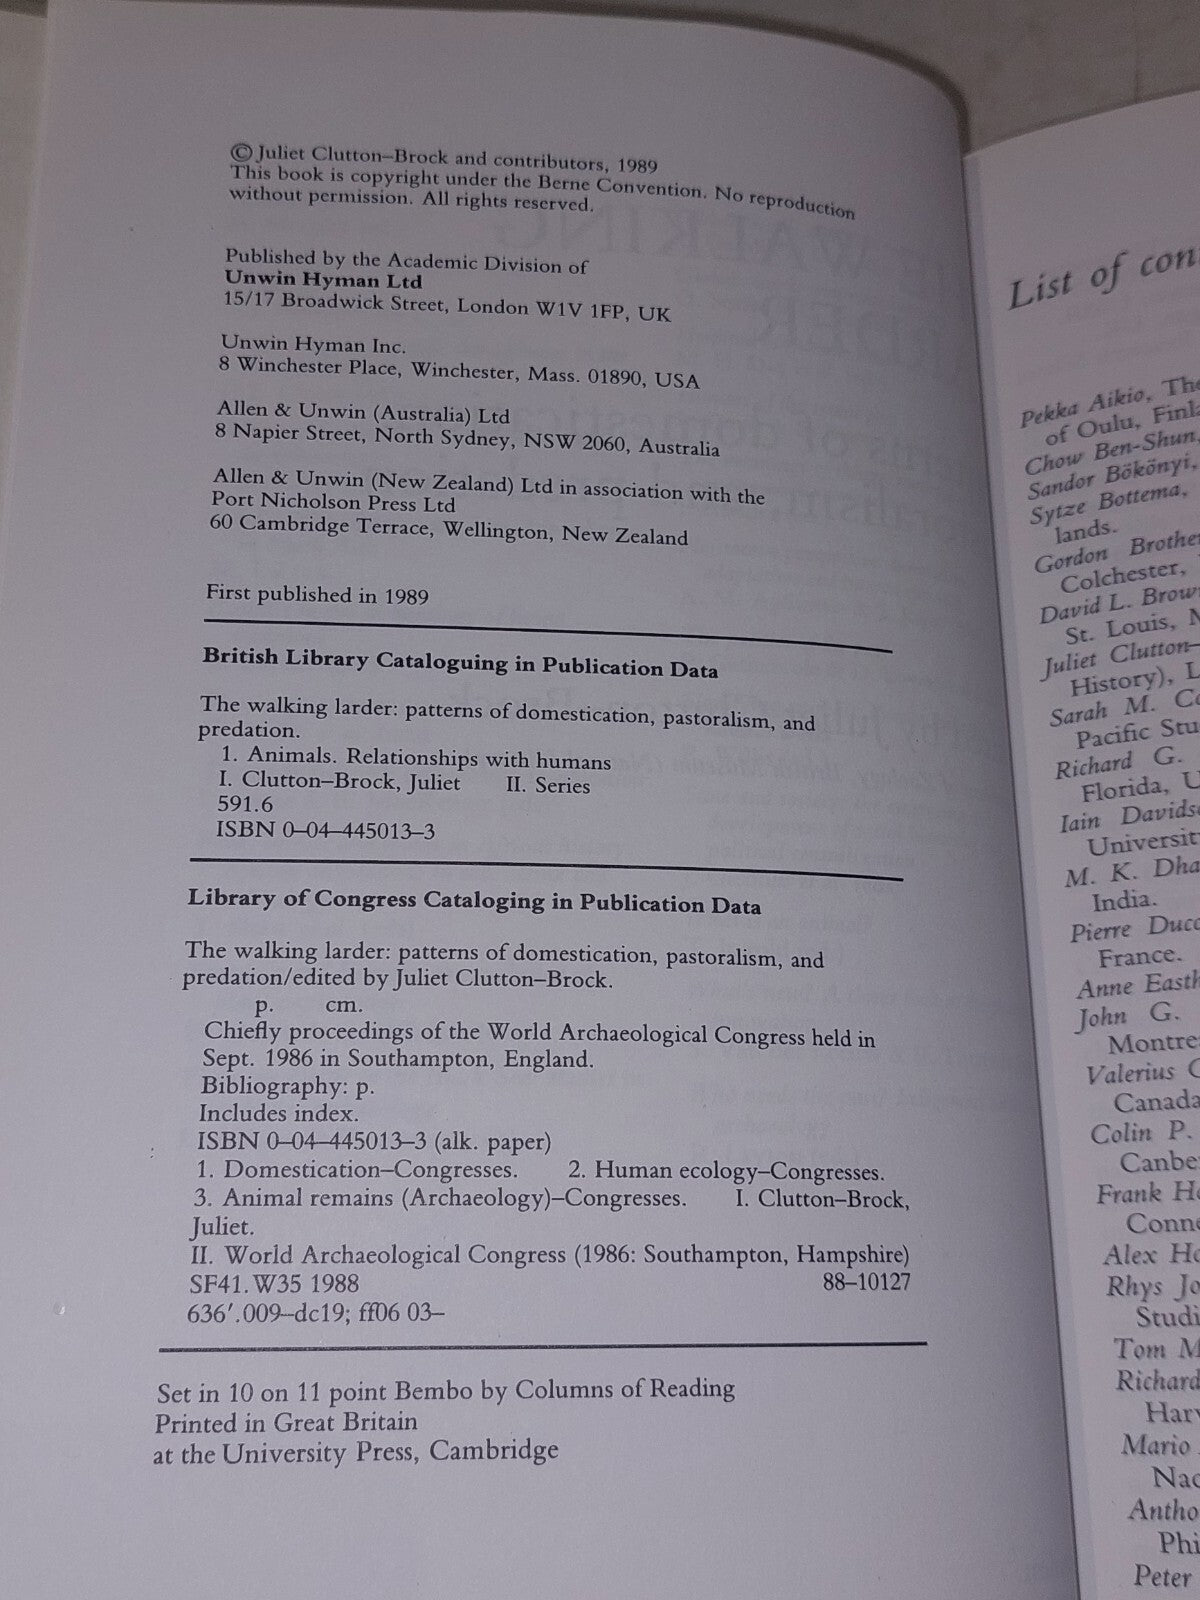 © Juliet Clutton–Brock and contributors, 1989
This book is copyright under the Berne Convention. No reproduction
without permission. All rights reserved.
Published by the Academic Division of
Unwin Hyman Ltd
15/17 Broadwick Street, London W1V 1FP, UK
Unwin Hyman Inc.
8 Winchester Place, Winchester, Mass. 01890, USA
Allen & Unwin (Australia) Ltd
8 Napier Street, North Sydney, NSW 2060, Australia
Allen & Unwin (New Zealand) Ltd in association with the
Port Nicholson Press Ltd
60 Cambridge Terrace, Wellington, New Zealand
First published in 1989
British Library Cataloguing in Publication Data
The walking larder: patterns of domestication, pastoralism, and
predation.
1. Animals. Relationships with humans
I. Clutton–Brock, Juliet II. Series
591.6
ISBN 0–04–445013–3
Library of Congress Cataloging in Publication Data
The walking larder: patterns of domestication, pastoralism, and
predation/edited by Juliet Clutton–Brock.
p. cm.
Chiefly proceedings of the World Archaeological Congress held in
Sept. 1986 in Southampton, England.
Bibliography: p.
Includes index.
ISBN 0–04–445013–3 (alk. paper)
1. Domestication–Congresses. 2. Human ecology–Congresses.
3. Animal remains (Archaeology)–Congresses. I. Clutton–Brock,
Juliet.
II. World Archaeological Congress (1986: Southampton, Hampshire)
SF41.W35 1988 88–10127
636′.009–dc19; ff06 03–
Set in 10 on 11 point Bembo by Columns of Reading
Printed in Great Britain
at the University Press, Cambridge
List of con
Pekka Aikio, The
of Oulu, Finla
Chow Ben-Shun,
Sandor Bökönyi,
Sytze Bottema,
lands.
Gordon Brother
Colchester,
David L. Brow
St. Louis, M
Juliet Clutton–
History), L
Sarah M. Co
Pacific Stu
Richard G.
Florida, U
Iain Davids
Universit
M. K. Dha
India.
Pierre Duco
France.
Anne Easth
John G.
Montre
Valerius C
Canada
Colin P.
Canbe
Frank Ho
Conne
Alex Ho
Rhys Jo
Studi
Tom M
Richard
Harv
Mario
Nac
Antho
Phi
Peter